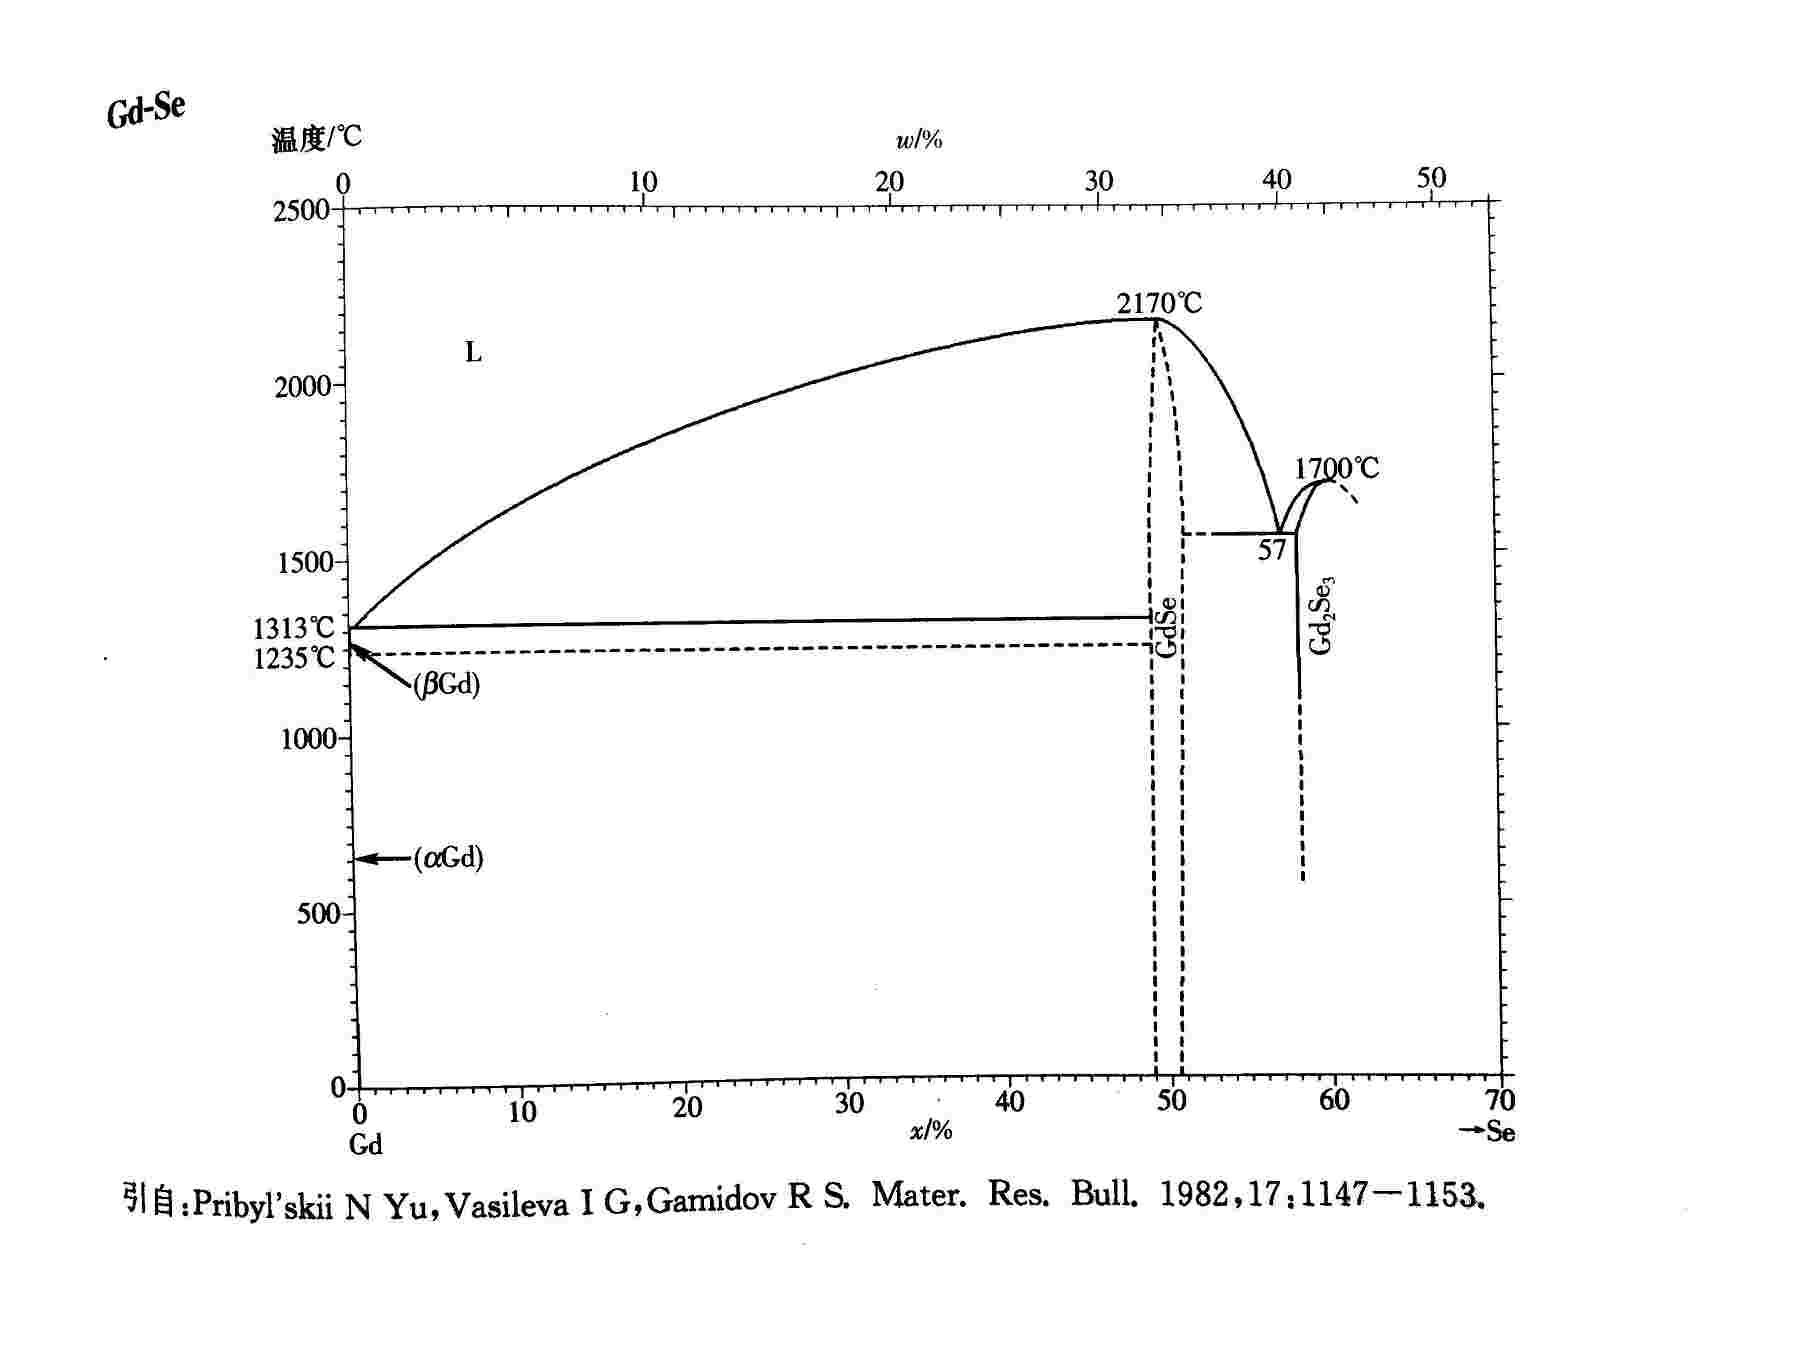 Gd-Se
温度/℃
w/%
0 10 20 30 40 50
2500
2170℃
L
2000
1700℃
1500
57
1313℃
GdSe
Gd₂Se₃
1235℃
(βGd)
1000
(αGd)
500
0
0 10 20 30 40 50 60 70
Gd
x/%
→Se
引自:Pribyl'skii N Yu,Vasileva I G,Gamidov R S. Mater. Res. Bull. 1982,17:1147－1153.